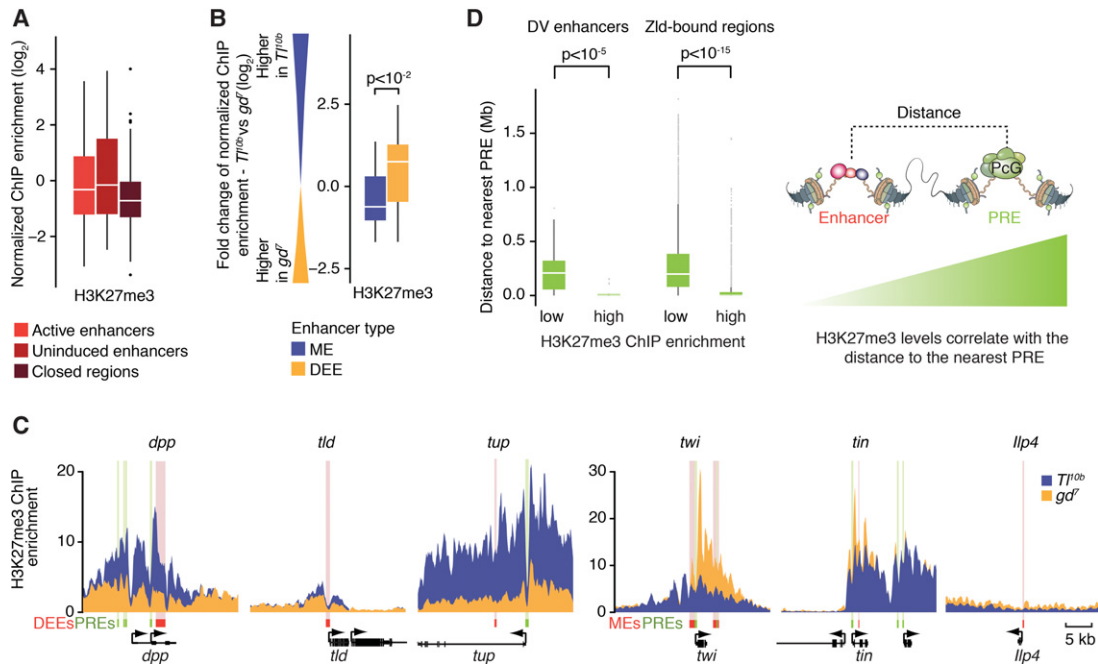 A
Normalized ChIP enrichment (log2)
4
2
0
−2
H3K27me3
Active enhancers
Uninduced enhancers
Closed regions
B
Fold change of normalized ChIP
enrichment - Tl10b vs gd7 (log2)
Higher
in Tl10b
Higher
in gd7
p<10-2
2.5
0.0
−2.5
H3K27me3
Enhancer type
ME
DEE
D
DV enhancers
Zld-bound regions
p<10-5
p<10-15
Distance to nearest PRE (Mb)
1.5
1.0
0.5
0.0
low
high
low
high
H3K27me3 ChIP enrichment
Distance
PcG
Enhancer
PRE
H3K27me3 levels correlate with the
distance to the nearest PRE
C
dpp
tld
tup
twi
tin
Ilp4
H3K27me3 ChIP
enrichment
20
10
0
30
20
10
0
Tl10b
gd7
DEEs
PREs
MEs
PREs
5 kb
dpp
tld
tup
twi
tin
Ilp4